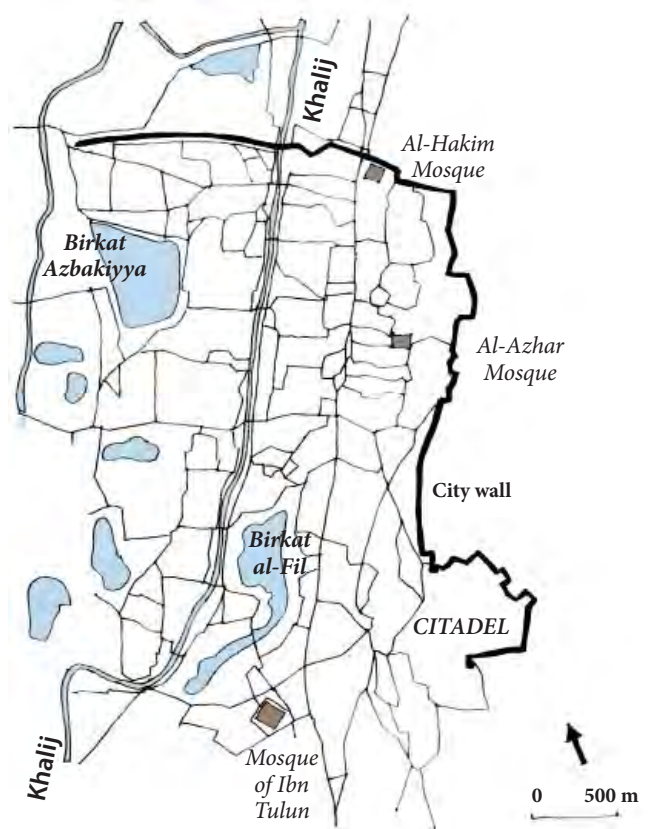 Khalij
Al-Hakim
Mosque
Birkat
Azbakiyya
Al-Azhar
Mosque
City wall
Birkat
al-Fil
CITADEL
Khalij
Mosque
of Ibn
Tulun
0 500 m